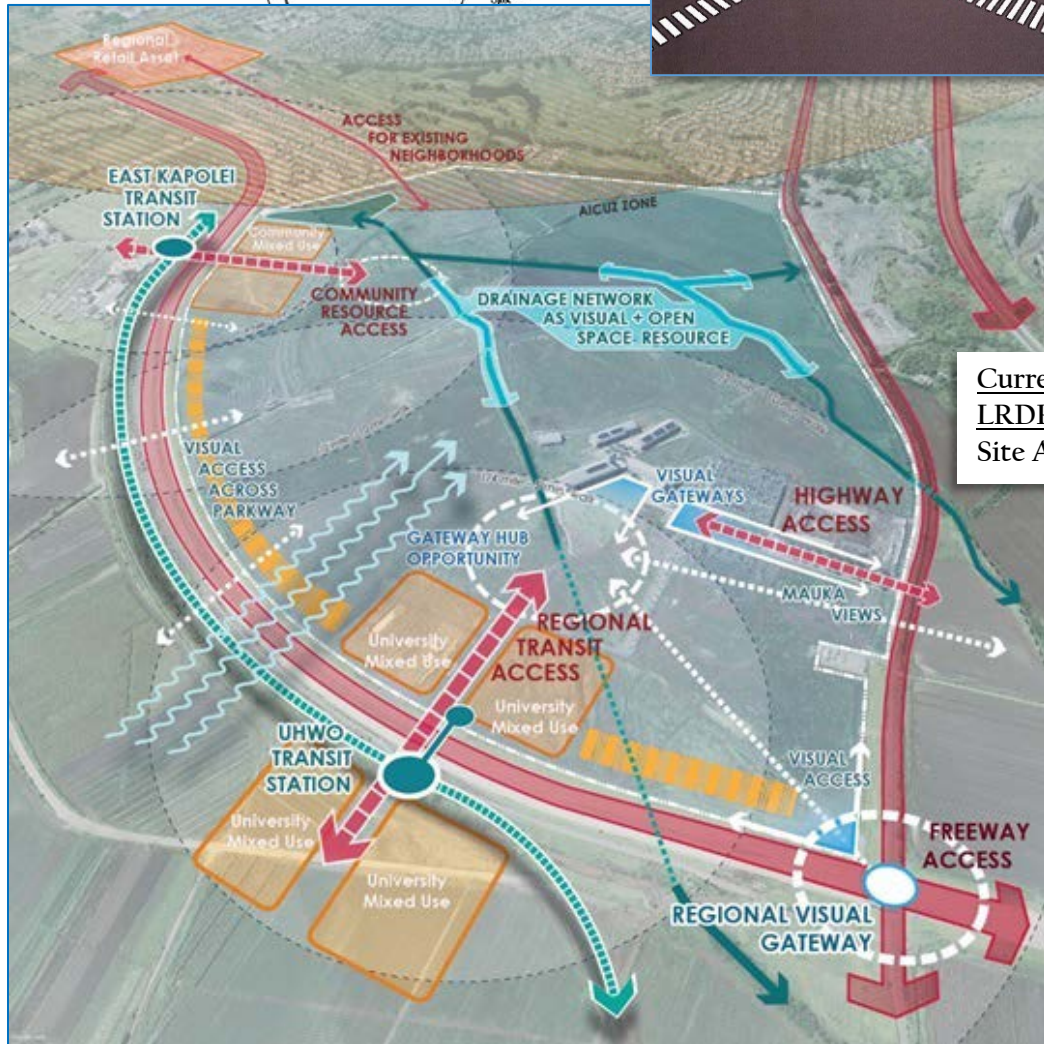 Regional
Retail Asset
ACCESS
FOR EXISTING
NEIGHBORHOODS
EAST KAPOLEI
TRANSIT
STATION
AICUZ ZONE
Community
Mixed Use
COMMUNITY
RESOURCE
ACCESS
DRAINAGE NETWORK
AS VISUAL + OPEN
SPACE RESOURCE
Curre
LRDP
Site A
VISUAL
ACCESS
ACROSS
PARKWAY
VISUAL
GATEWAYS
HIGHWAY
ACCESS
GATEWAY HUB
OPPORTUNITY
MAUKA
VIEWS
REGIONAL
TRANSIT
ACCESS
University
Mixed Use
University
Mixed Use
UHWO
TRANSIT
STATION
VISUAL
ACCESS
University
Mixed Use
University
Mixed Use
FREEWAY
ACCESS
REGIONAL VISUAL
GATEWAY